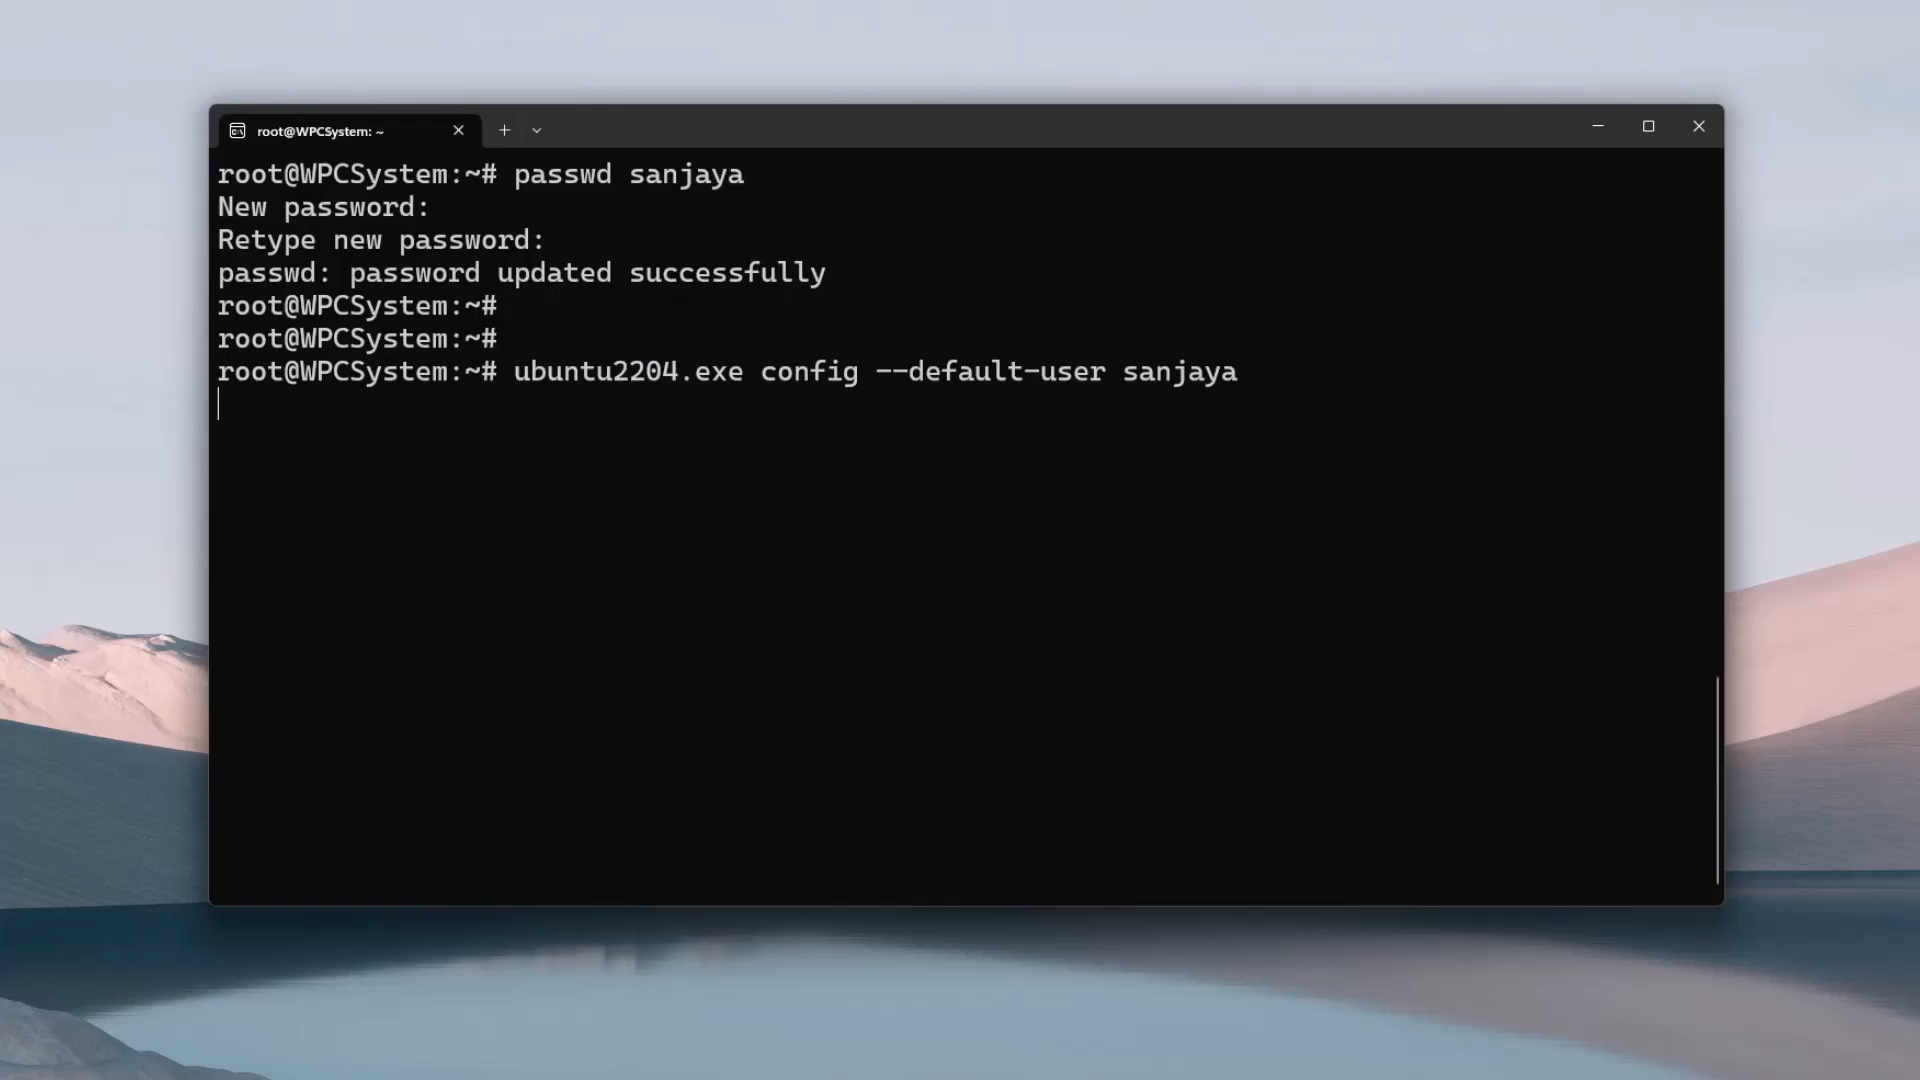 root@WPCSystem: ~
root@WPCSystem:~# passwd sanjaya
New password:
Retype new password:
passwd: password updated successfully
root@WPCSystem:~#
root@WPCSystem:~#
root@WPCSystem:~# ubuntu2204.exe config --default-user sanjaya